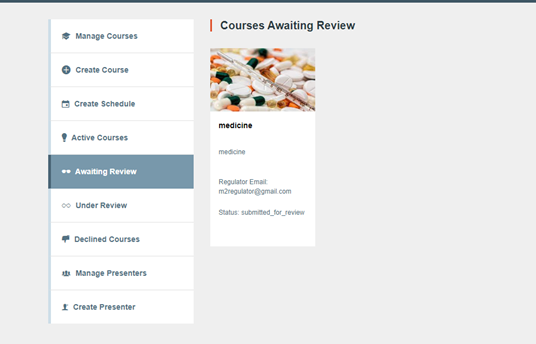 Manage Courses
Create Course
Create Schedule
Active Courses
Awaiting Review
Under Review
Declined Courses
Manage Presenters
Create Presenter
Courses Awaiting Review
medicine
medicine
Regulator Email:
m2regulator@gmail.com
Status: submitted_for_review